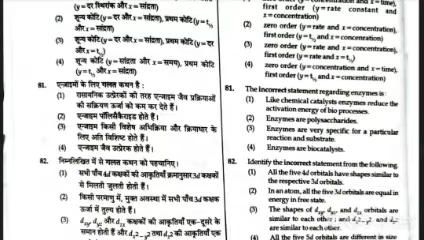 (y= दर स्थिरांक और x= सांद्रता)
(2) शून्य कोटि (y= दर और x= सांद्रता), प्रथम कोटि (y= t½
और x= सांद्रता)
(3) शून्य कोटि (y= दर और x= सांद्रता), प्रथम कोटि (y= दर
और x= t½)
(4) शून्य कोटि (y= सांद्रता और x= समय), प्रथम कोटि
(y= t½ और x= सांद्रता)
81. एन्जाइमों के लिए गलत कथन है :
(1) रासायनिक उत्प्रेरकों की तरह एन्जाइम जैव प्रक्रियाओं
की सक्रियण ऊर्जा को कम कर देते हैं।
(2) एन्जाइम पॉलिसैकेराइड होते हैं।
(3) एन्जाइम किसी विशेष अभिक्रिया और क्रियाधार के
लिए अति विशिष्ट होते हैं।
(4) एन्जाइम जैव उत्प्रेरक होते हैं।
82. निम्नलिखित में से गलत कथन को पहचानिए।
(1) सभी पाँच 4d कक्षकों की आकृतियाँ क्रमानुसार 3d कक्षकों
से मिलती जुलती होती हैं।
(2) किसी परमाणु में, मुक्त अवस्था में सभी पाँच 3d कक्षक
ऊर्जा में तुल्य होते हैं।
(3) dxy, dyz और dzx कक्षकों की आकृतियाँ एक-दूसरे के
समान होती हैं और dx²-y² तथा dz² की आकृतियाँ एक
zero order (y=concentration and x=time),
first order (y=rate constant and
x=concentration)
(2) zero order (y=rate and x=concentration),
first order (y=t½ and x=concentration)
(3) zero order (y=rate and x=concentration),
first order (y=rate and x=t½)
(4) zero order (y=concentration and x=time),
first order (y=t½ and x=concentration)
81. The Incorrect statement regarding enzymes is :
(1) Like chemical catalysts enzymes reduce the
activation energy of bio processes.
(2) Enzymes are polysaccharides.
(3) Enzymes are very specific for a particular
reaction and substrate.
(4) Enzymes are biocatalysts.
82. Identify the incorrect statement from the following.
(1) All the five 4d orbitals have shapes similar to
the respective 3d orbitals.
(2) In an atom, all the five 3d orbitals are equal in
energy in free state.
(3) The shapes of dxy, dyz, and dzx orbitals are
similar to each other; and dx²-y² and dz²
are similar to each other.
(4) All the five 5d orbitals are different in size